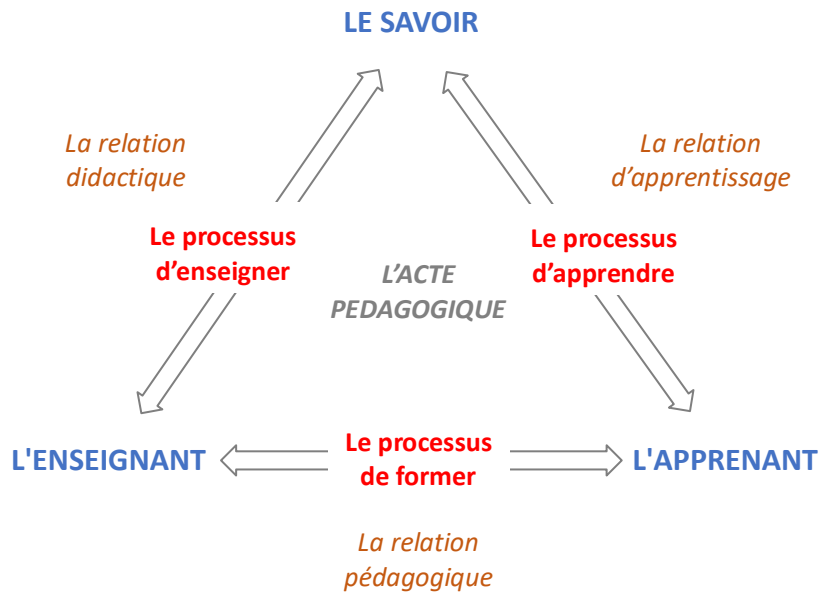 LE SAVOIR
La relation
didactique
La relation
d’apprentissage
Le processus
d’enseigner
L’ACTE
PEDAGOGIQUE
Le processus
d’apprendre
L'ENSEIGNANT
Le processus
de former
L'APPRENANT
La relation
pédagogique